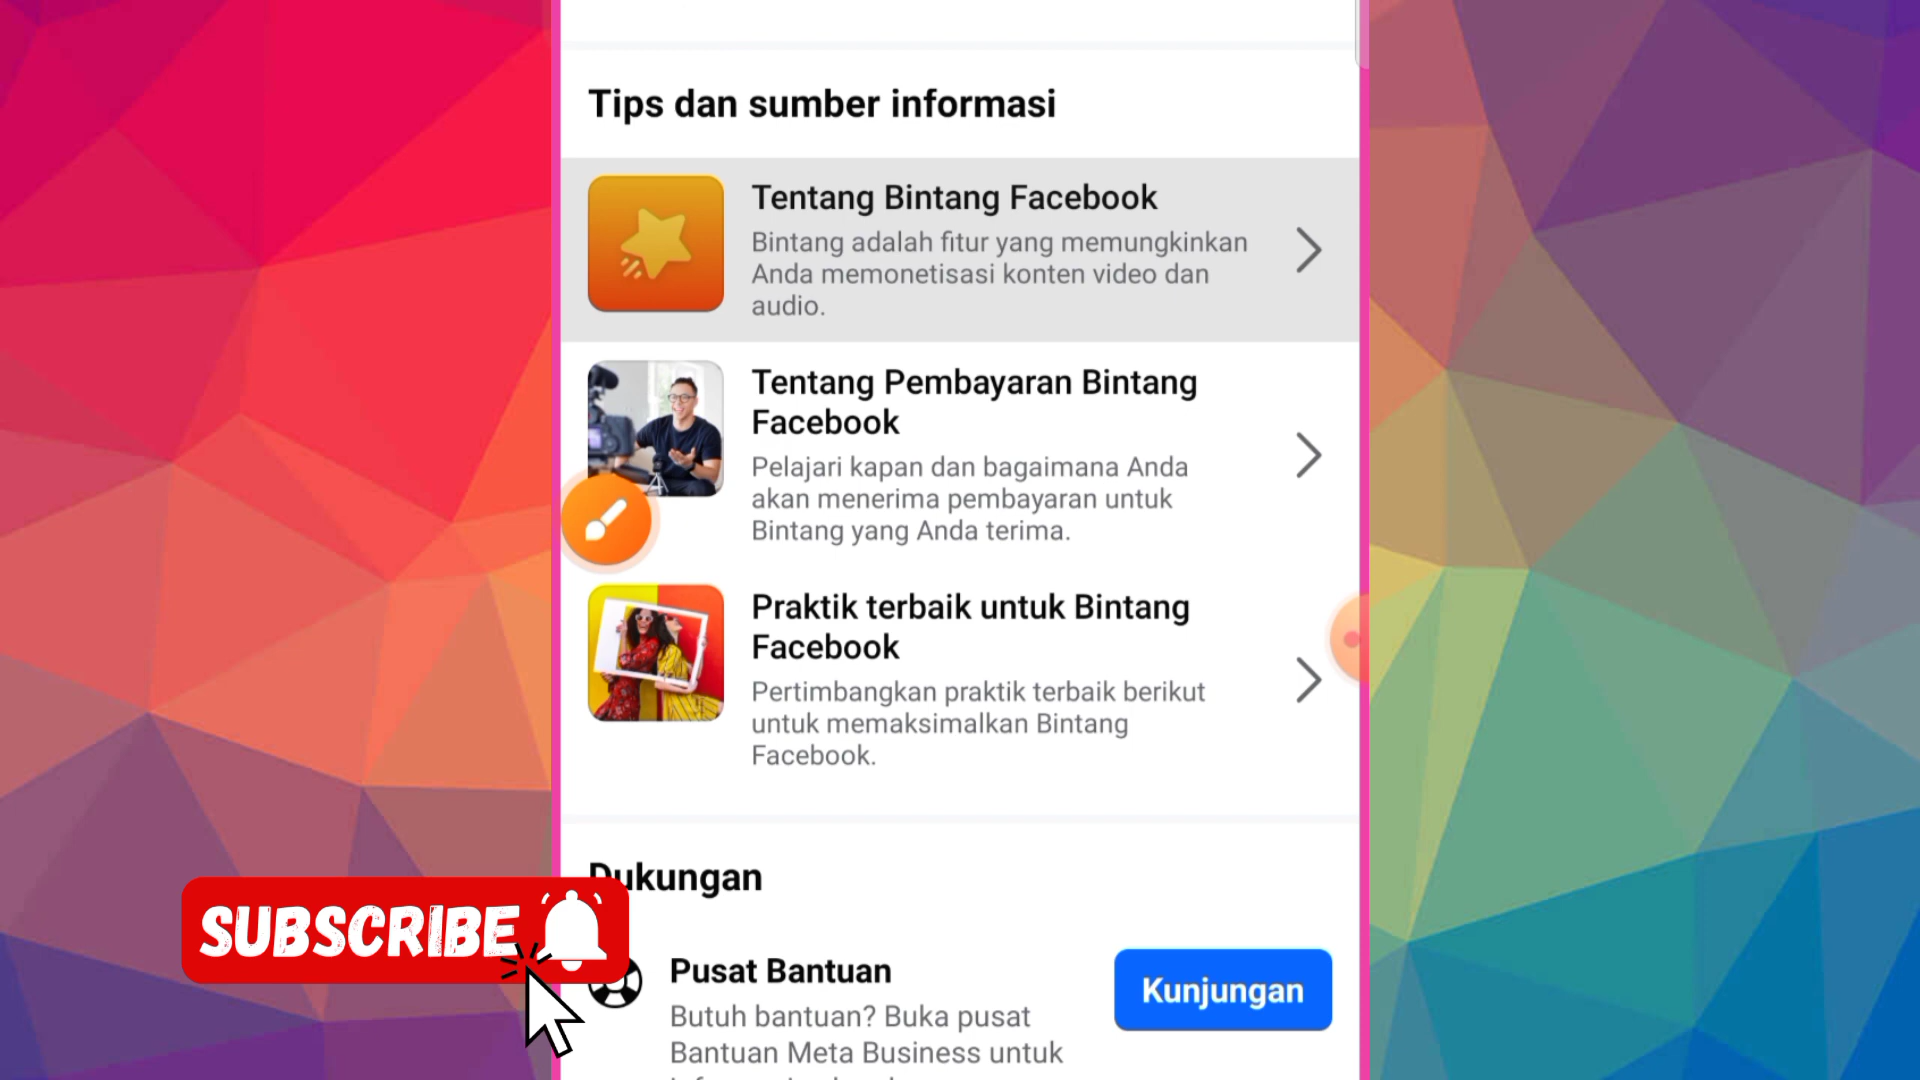 Tips dan sumber informasi
Tentang Bintang Facebook
Bintang adalah fitur yang memungkinkan
Anda memonetisasi konten video dan
audio.
Tentang Pembayaran Bintang
Facebook
Pelajari kapan dan bagaimana Anda
akan menerima pembayaran untuk
Bintang yang Anda terima.
Praktik terbaik untuk Bintang
Facebook
Pertimbangkan praktik terbaik berikut
untuk memaksimalkan Bintang
Facebook.
Dukungan
SUBSCRIBE
Pusat Bantuan
Kunjungan
Butuh bantuan? Buka pusat
Bantuan Meta Business untuk